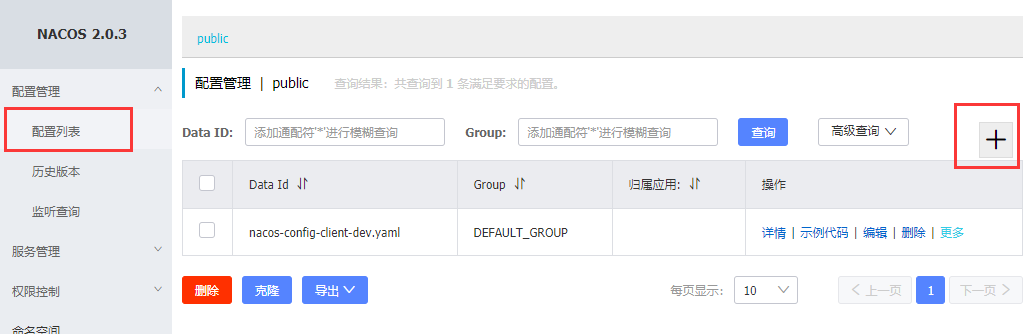 NACOS 2.0.3
配置管理
配置列表
历史版本
监听查询
服务管理
权限控制
命名空间
public
配置管理 | public 查询结果：共查询到 1 条满足要求的配置。
Data ID: 添加通配符'*'进行模糊查询 Group: 添加通配符'*'进行模糊查询 查询 高级查询
Data Id Group 归属应用: 操作
nacos-config-client-dev.yaml DEFAULT_GROUP 详情 | 示例代码 | 编辑 | 删除 | 更多
删除 克隆 导出 每页显示: 10 上一页 1 下一页